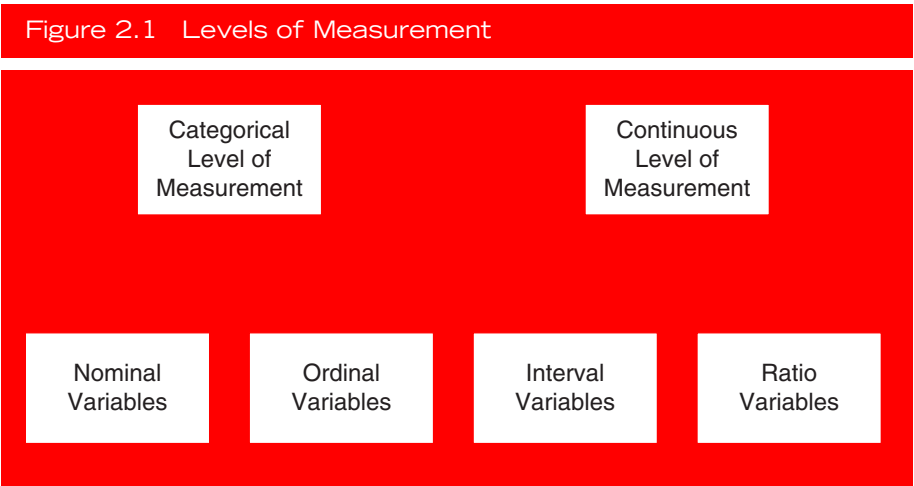 Figure 2.1 Levels of Measurement
Categorical
Level of
Measurement
Continuous
Level of
Measurement
Nominal
Variables
Ordinal
Variables
Interval
Variables
Ratio
Variables